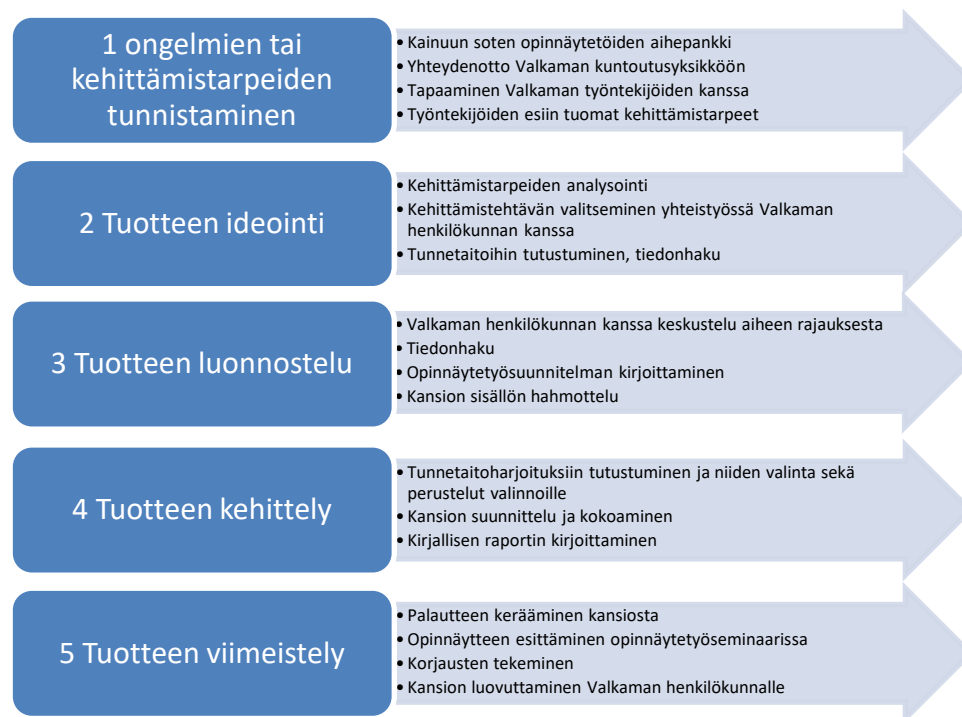 1 ongelmien tai
kehittämistarpeiden
tunnistaminen
• Kainuun soten opinnäytetöiden aihepankki
• Yhteydenotto Valkaman kuntoutusyksikköön
• Tapaaminen Valkaman työntekijöiden kanssa
• Työntekijöiden esiin tuomat kehittämistarpeet
2 Tuotteen ideointi
• Kehittämistarpeiden analysointi
• Kehittämistehtävän valitseminen yhteistyössä Valkaman
henkilökunnan kanssa
• Tunnetaitoihin tutustuminen, tiedonhaku
3 Tuotteen luonnostelu
• Valkaman henkilökunnan kanssa keskustelu aiheen rajauksesta
• Tiedonhaku
• Opinnäytetyösuunnitelman kirjoittaminen
• Kansion sisällön hahmottelu
4 Tuotteen kehittely
• Tunnetaitoharjoituksiin tutustuminen ja niiden valinta sekä
perustelut valinnoille
• Kansion suunnittelu ja kokoaminen
• Kirjallisen raportin kirjoittaminen
5 Tuotteen viimeistely
• Palautteen kerääminen kansiosta
• Opinnäytteen esittäminen opinnäytetyöseminaarissa
• Korjausten tekeminen
• Kansion luovuttaminen Valkaman henkilökunnalle